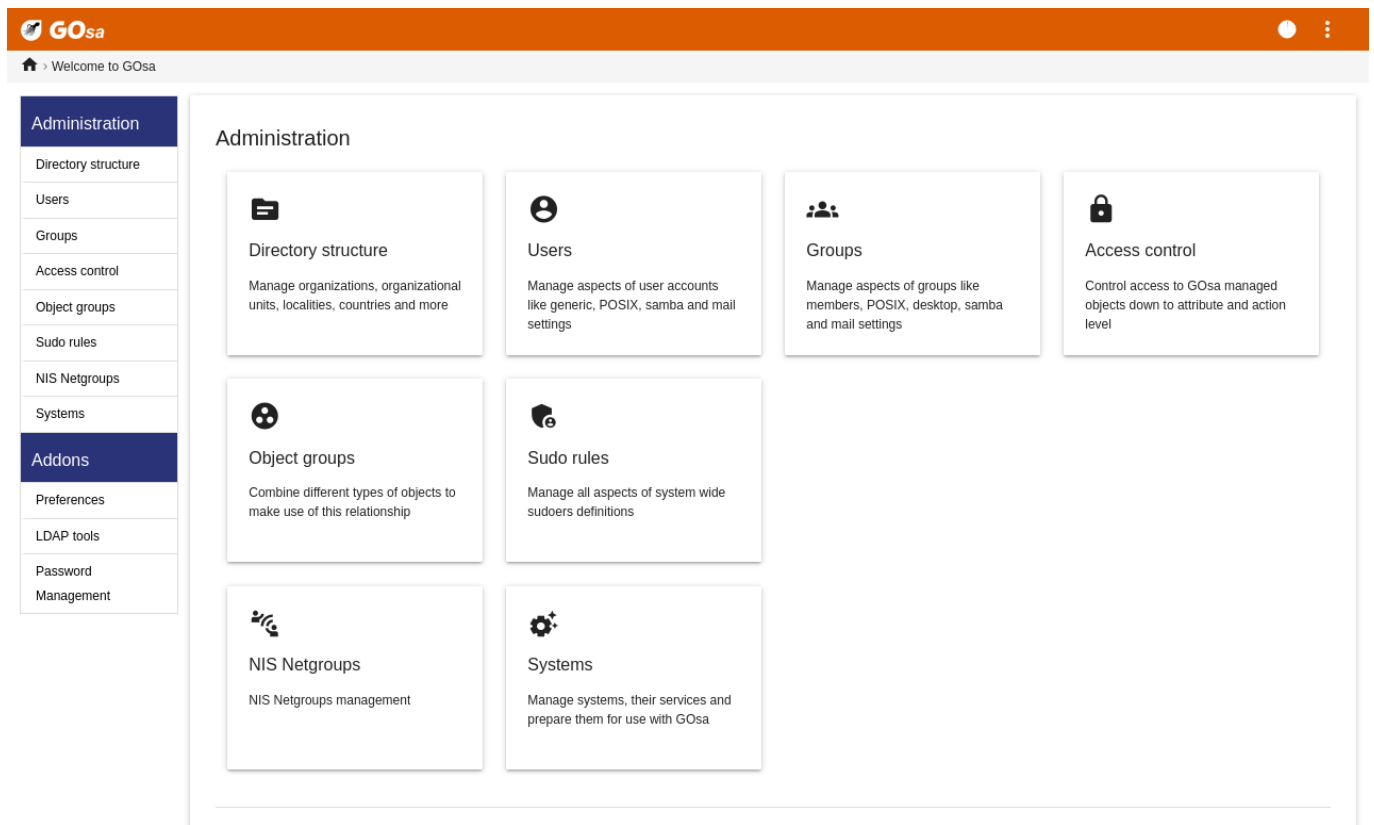 GOsa
› Welcome to GOsa
Administration
Directory structure
Users
Groups
Access control
Object groups
Sudo rules
NIS Netgroups
Systems
Addons
Preferences
LDAP tools
Password
Management
Administration
Directory structure
Manage organizations, organizational
units, localities, countries and more
Users
Manage aspects of user accounts
like generic, POSIX, samba and mail
settings
Groups
Manage aspects of groups like
members, POSIX, desktop, samba
and mail settings
Access control
Control access to GOsa managed
objects down to attribute and action
level
Object groups
Combine different types of objects to
make use of this relationship
Sudo rules
Manage all aspects of system wide
sudoers definitions
NIS Netgroups
NIS Netgroups management
Systems
Manage systems, their services and
prepare them for use with GOsa